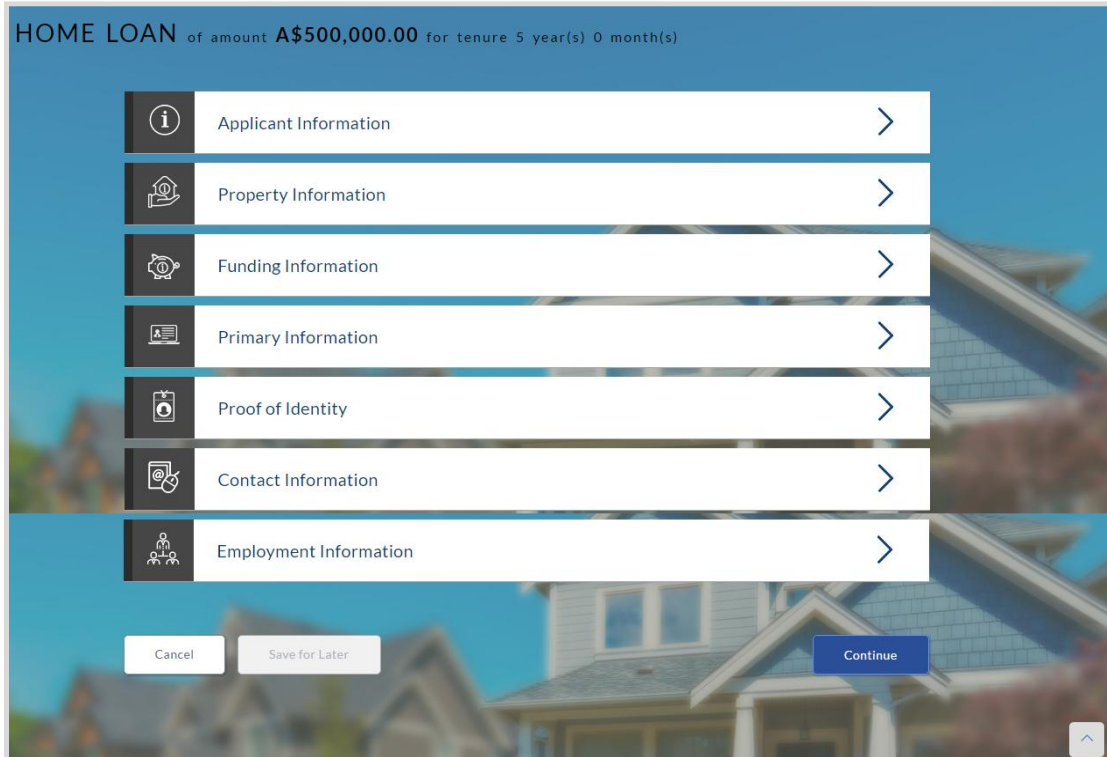 HOME LOAN of amount A$500,000.00 for tenure 5 year(s) 0 month(s)
Applicant Information
Property Information
Funding Information
Primary Information
Proof of Identity
Contact Information
Employment Information
Cancel Save for Later Continue